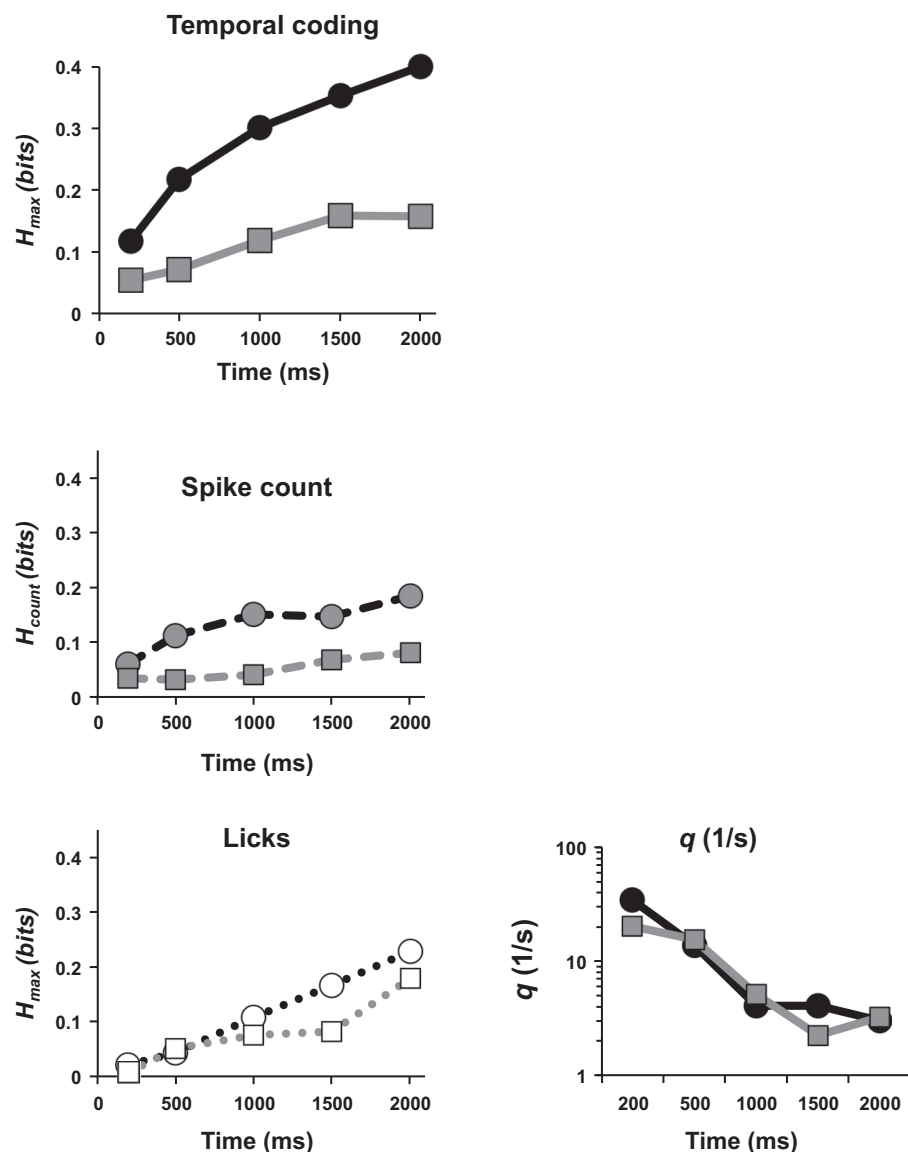 Temporal coding
H_max (bits)
0.4
0.3
0.2
0.1
0
0 500 1000 1500 2000
Time (ms)
Spike count
H_count (bits)
0.4
0.3
0.2
0.1
0
0 500 1000 1500 2000
Time (ms)
Licks
H_max (bits)
0.4
0.3
0.2
0.1
0
0 500 1000 1500 2000
Time (ms)
q (1/s)
q (1/s)
100
10
1
200 500 1000 1500 2000
Time (ms)